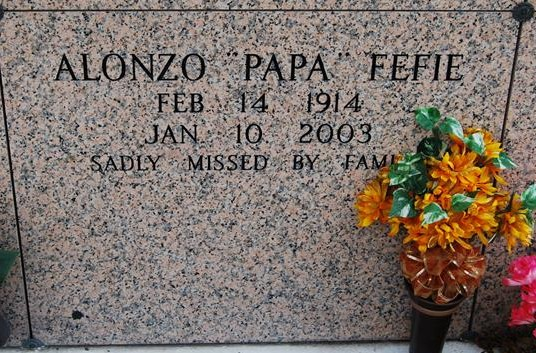 ALONZO "PAPA" FEFIE
FEB 14 1914
JAN 10 2003
SADLY MISSED BY